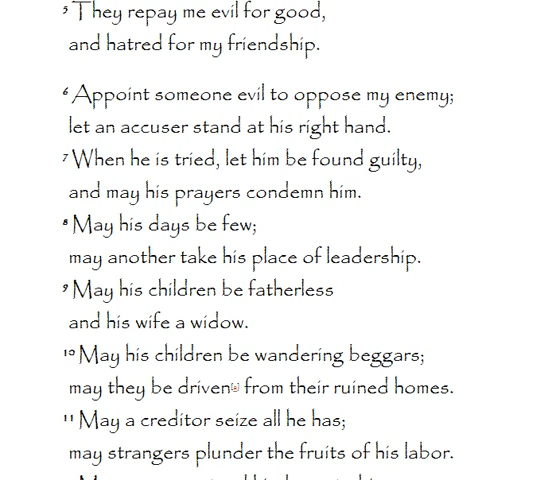 5 They repay me evil for good,
and hatred for my friendship.
6 Appoint someone evil to oppose my enemy;
let an accuser stand at his right hand.
7 When he is tried, let him be found guilty,
and may his prayers condemn him.
8 May his days be few;
may another take his place of leadership.
9 May his children be fatherless
and his wife a widow.
10 May his children be wandering beggars;
may they be driven from their ruined homes.
11 May a creditor seize all he has;
may strangers plunder the fruits of his labor.